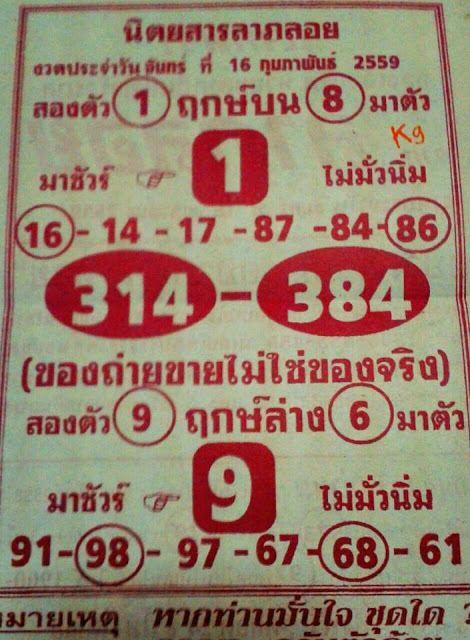 นิตยสารลาภลอย
งวดประจำวัน จันทร์ ที่ 16 กุมภาพันธ์ 2559
สองตัว 1 ฤกษ์บน 8 มาตัว
K9
มาชัวร์ 1 ไม่มั่วนิ่ม
16 - 14 - 17 - 87 - 84 - 86
314 - 384
(ของถ่ายขายไม่ใช่ของจริง)
สองตัว 9 ฤกษ์ล่าง 6 มาตัว
มาชัวร์ 9 ไม่มั่วนิ่ม
91 - 98 - 97 - 67 - 68 - 61
มายเหตุ หากท่านมั่นใจ ชุดใด